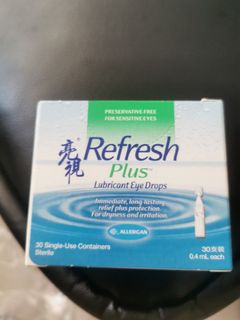 PRESERVATIVE-FREE
FOR SENSITIVE EYES
亮視
Refresh
Plus™
Lubricant Eye Drops
Immediate, long-lasting
relief plus protection.
For dryness and irritation.
ALLERGAN
30 Single-Use Containers
Sterile
30支裝
0.4 mL each